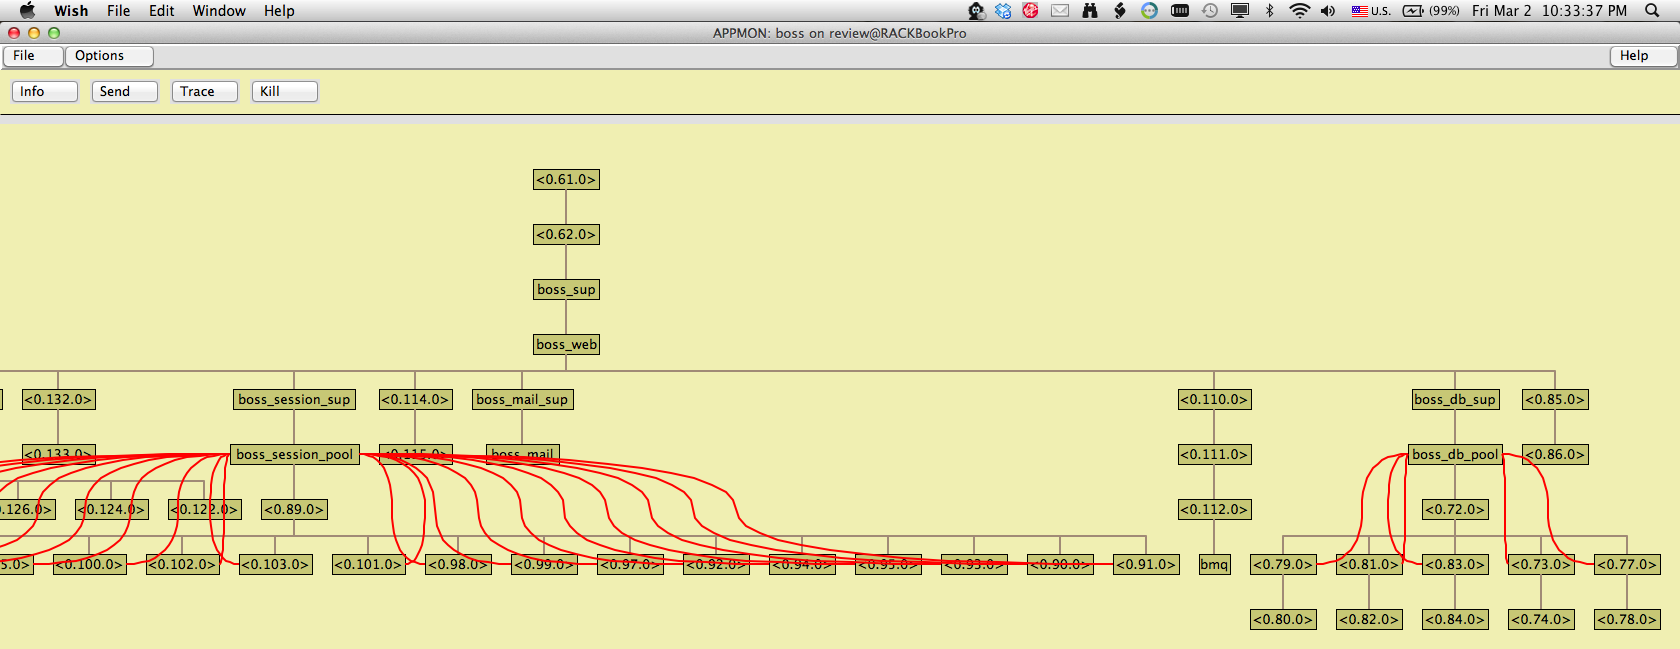 Wish File Edit Window Help U.S. (99%) Fri Mar 2 10:33:37 PM
APPMON: boss on review@RACKBookPro
File Options Help
Info Send Trace Kill
<0.61.0>
<0.62.0>
boss_sup
boss_web
<0.132.0> boss_session_sup <0.114.0> boss_mail_sup <0.110.0> boss_db_sup <0.85.0>
<0.133.0> boss_session_pool <0.115.0> boss_mail <0.111.0> boss_db_pool <0.86.0>
.126.0> <0.124.0> <0.122.0> <0.89.0> <0.112.0> <0.72.0>
5.0> <0.100.0> <0.102.0> <0.103.0> <0.101.0> <0.98.0> <0.99.0> <0.97.0> <0.92.0> <0.94.0> <0.95.0> <0.93.0> <0.90.0> <0.91.0> bmq <0.79.0> <0.81.0> <0.83.0> <0.73.0> <0.77.0>
<0.80.0> <0.82.0> <0.84.0> <0.74.0> <0.78.0>